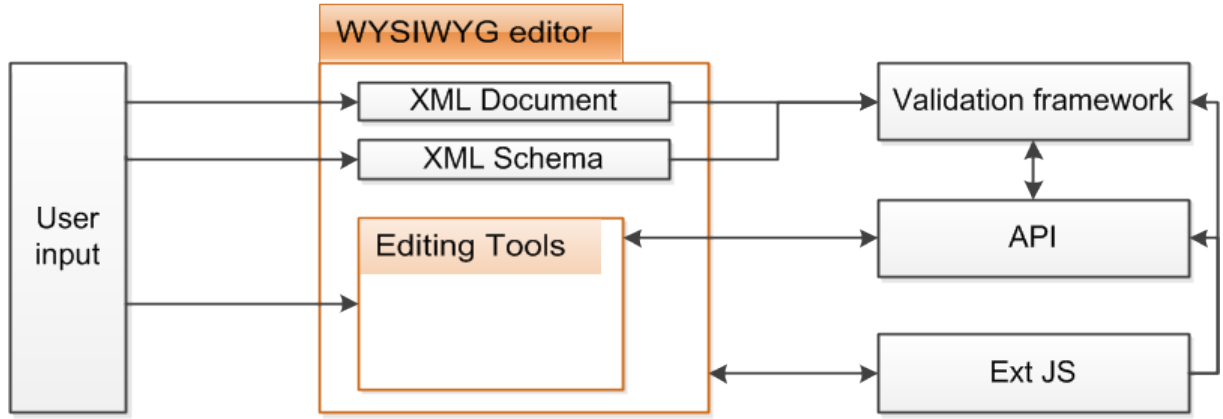 WYSIWYG editor
XML Document
Validation framework
XML Schema
User
input
Editing Tools
API
Ext JS